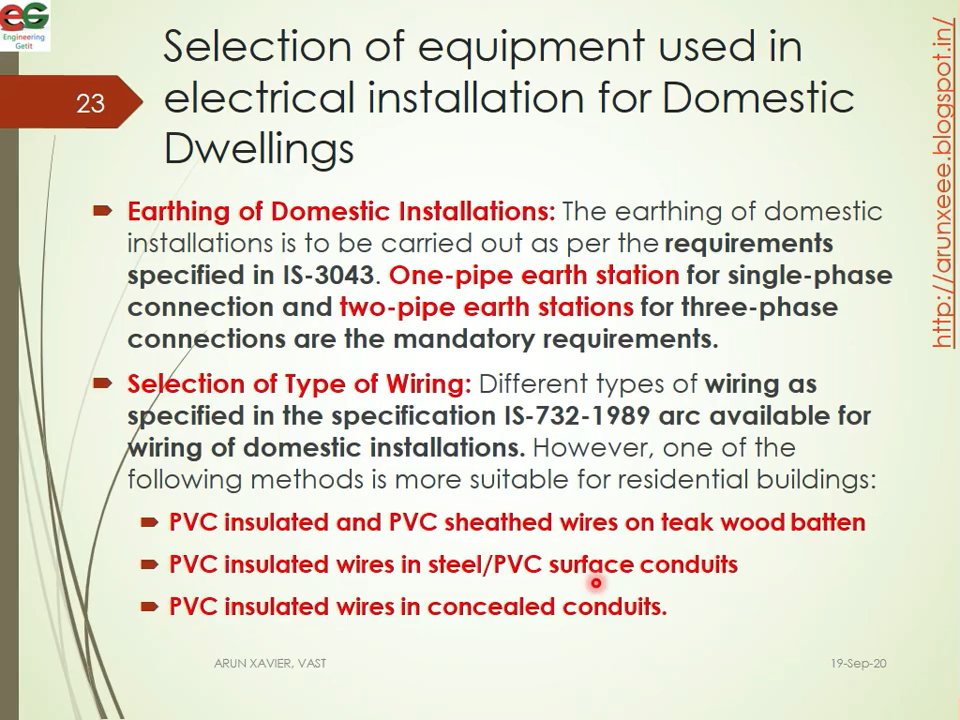 eG
Engineering
Getit
Selection of equipment used in
electrical installation for Domestic
Dwellings
23
Earthing of Domestic Installations: The earthing of domestic
installations is to be carried out as per the requirements
specified in IS-3043. One-pipe earth station for single-phase
connection and two-pipe earth stations for three-phase
connections are the mandatory requirements.
Selection of Type of Wiring: Different types of wiring as
specified in the specification IS-732-1989 arc available for
wiring of domestic installations. However, one of the
following methods is more suitable for residential buildings:
PVC insulated and PVC sheathed wires on teak wood batten
PVC insulated wires in steel/PVC surface conduits
PVC insulated wires in concealed conduits.
ARUN XAVIER, VAST
19-Sep-20
http://arunxeee.blogspot.in/